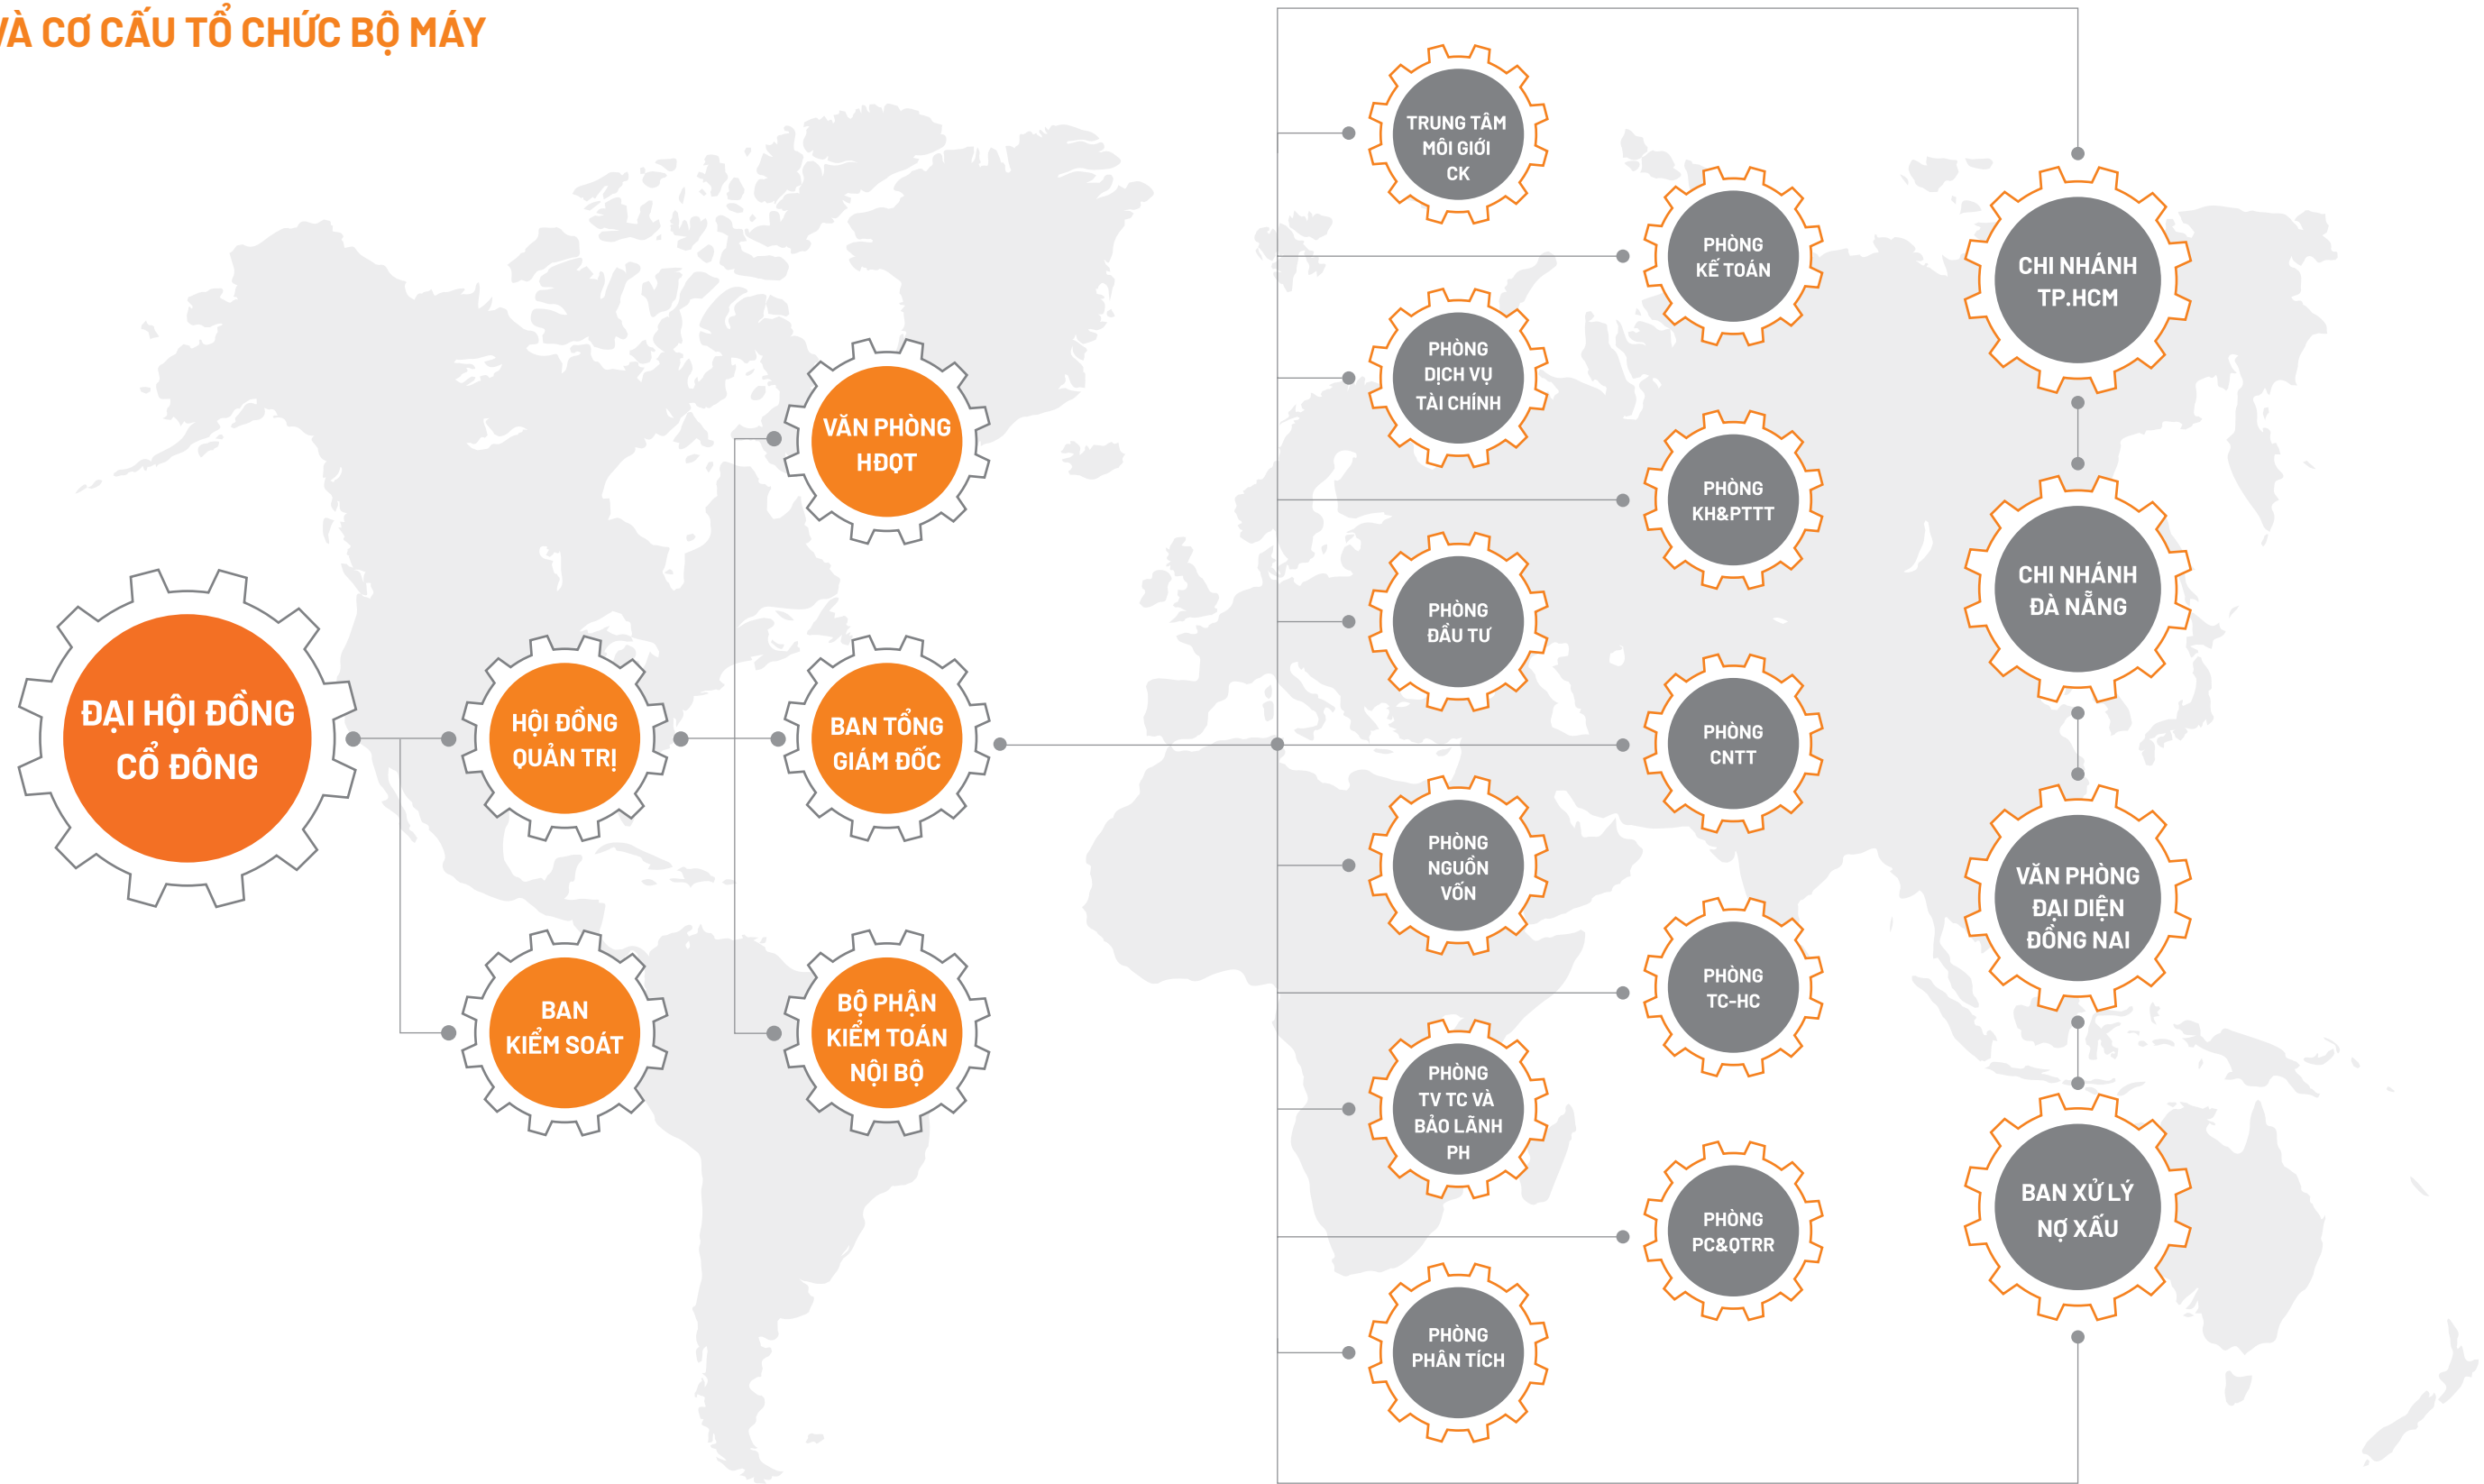 VÀ CƠ CẤU TỔ CHỨC BỘ MÁY
ĐẠI HỘI ĐỒNG
CỔ ĐÔNG
HỘI ĐỒNG
QUẢN TRỊ
BAN
KIỂM SOÁT
VĂN PHÒNG
HĐQT
BAN TỔNG
GIÁM ĐỐC
BỘ PHẬN
KIỂM TOÁN
NỘI BỘ
TRUNG TÂM
MÔI GIỚI
CK
PHÒNG
DỊCH VỤ
TÀI CHÍNH
PHÒNG
ĐẦU TƯ
PHÒNG
NGUỒN
VỐN
PHÒNG
TV TC VÀ
BẢO LÃNH
PH
PHÒNG
PHÂN TÍCH
PHÒNG
KẾ TOÁN
PHÒNG
KH&PTTT
PHÒNG
CNTT
PHÒNG
TC-HC
PHÒNG
PC&QTRR
CHI NHÁNH
TP.HCM
CHI NHÁNH
ĐÀ NẴNG
VĂN PHÒNG
ĐẠI DIỆN
ĐỒNG NAI
BAN XỬ LÝ
NỢ XẤU